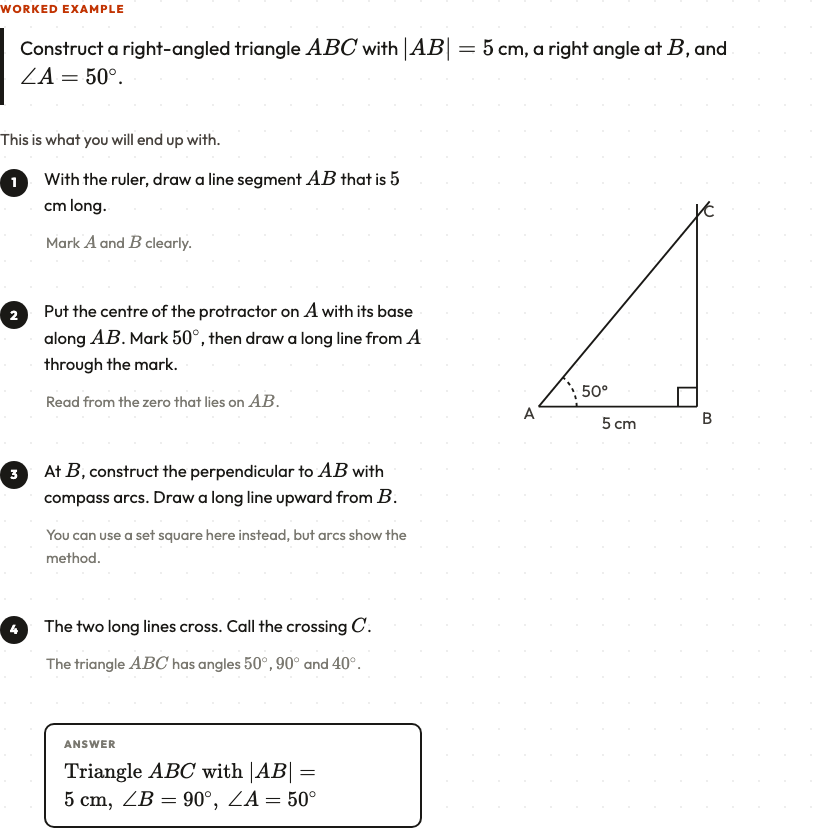 WORKED EXAMPLE
Construct a right-angled triangle ABC with |AB| = 5 cm, a right angle at B, and
∠A = 50°.
This is what you will end up with.
1 With the ruler, draw a line segment AB that is 5
cm long.
Mark A and B clearly.
2 Put the centre of the protractor on A with its base
along AB. Mark 50°, then draw a long line from A
through the mark.
Read from the zero that lies on AB.
3 At B, construct the perpendicular to AB with
compass arcs. Draw a long line upward from B.
You can use a set square here instead, but arcs show the
method.
4 The two long lines cross. Call the crossing C.
The triangle ABC has angles 50°, 90° and 40°.
ANSWER
Triangle ABC with |AB| =
5 cm, ∠B = 90°, ∠A = 50°
C
50°
A
B
5 cm